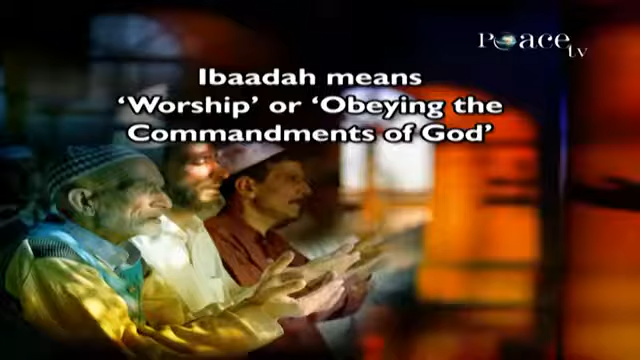 Peace tv
Ibaadah means
‘Worship’ or ‘Obeying the
Commandments of God’